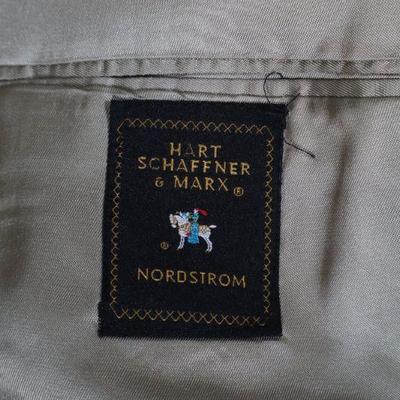 HART
SCHAFFNER
& MARX ®
®
NORDSTROM